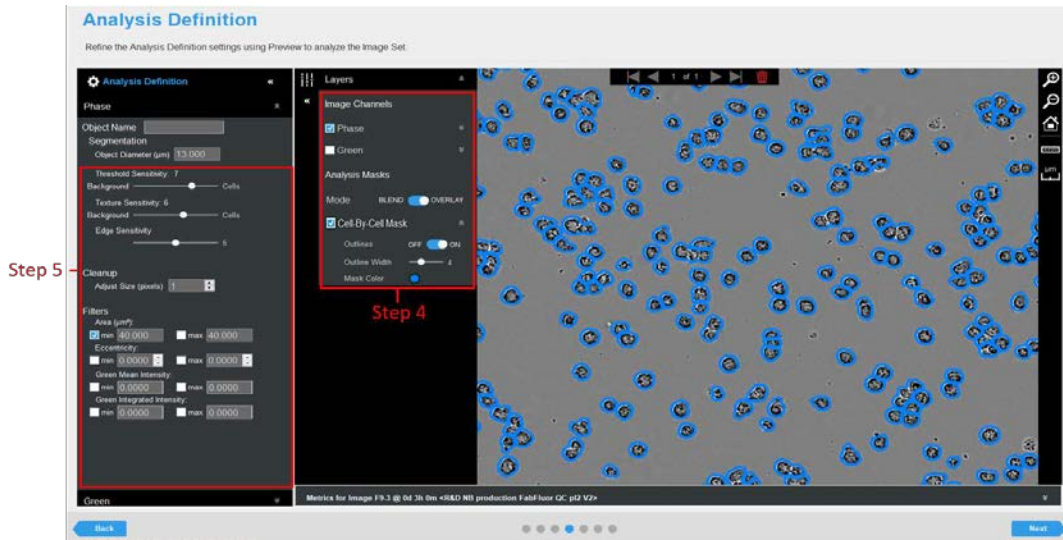 Analysis Definition
Refine the Analysis Definition settings using Preview to analyze the Image Set.
Analysis Definition «
Phase
Object Name
Segmentation
Object Diameter (µm) 13.000
Threshold Sensitivity: 7
Background Cells
Texture Sensitivity: 6
Background Cells
Edge Sensitivity
5
Cleanup
Adjust Size (pixels) 1
Filters
Area (µm²):
min 40.000 max 40.000
Eccentricity:
min 0.0000 max 0.0000
Green Mean Intensity:
min 0.0000 max 0.0000
Green Integrated Intensity:
min 0.0000 max 0.0000
Green
Step 5
Layers
«
Image Channels
Phase
Green
Analysis Masks
Mode BLEND OVERLAY
Cell-By-Cell Mask
Outlines OFF ON
Outline Width 4
Mask Color
Step 4
1 of 1
µm
Metrics for Image F9-3 @ 0d 3h 0m <R&D NB production FabFluor QC pl2 V2>
Back
Next